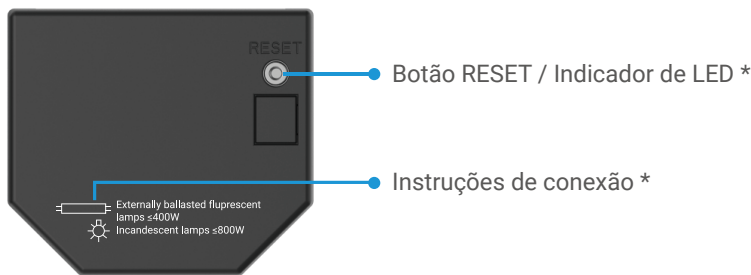 RESET
Botão RESET / Indicador de LED *
Instruções de conexão *
Externally ballasted fluprescent
lamps ≤400W
Incandescent lamps ≤800W